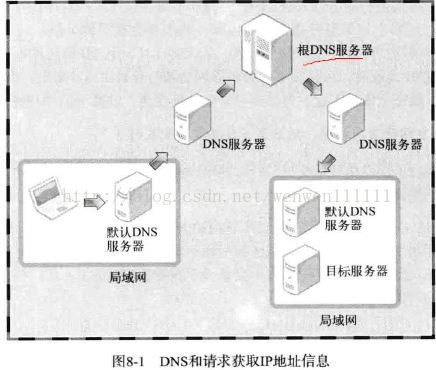 根DNS服务器
DNS服务器
DNS服务器
http://blog.csdn.net/wenwen111111
默认DNS
服务器
局域网
默认DNS
服务器
目标服务器
局域网
图8-1 DNS和请求获取IP地址信息